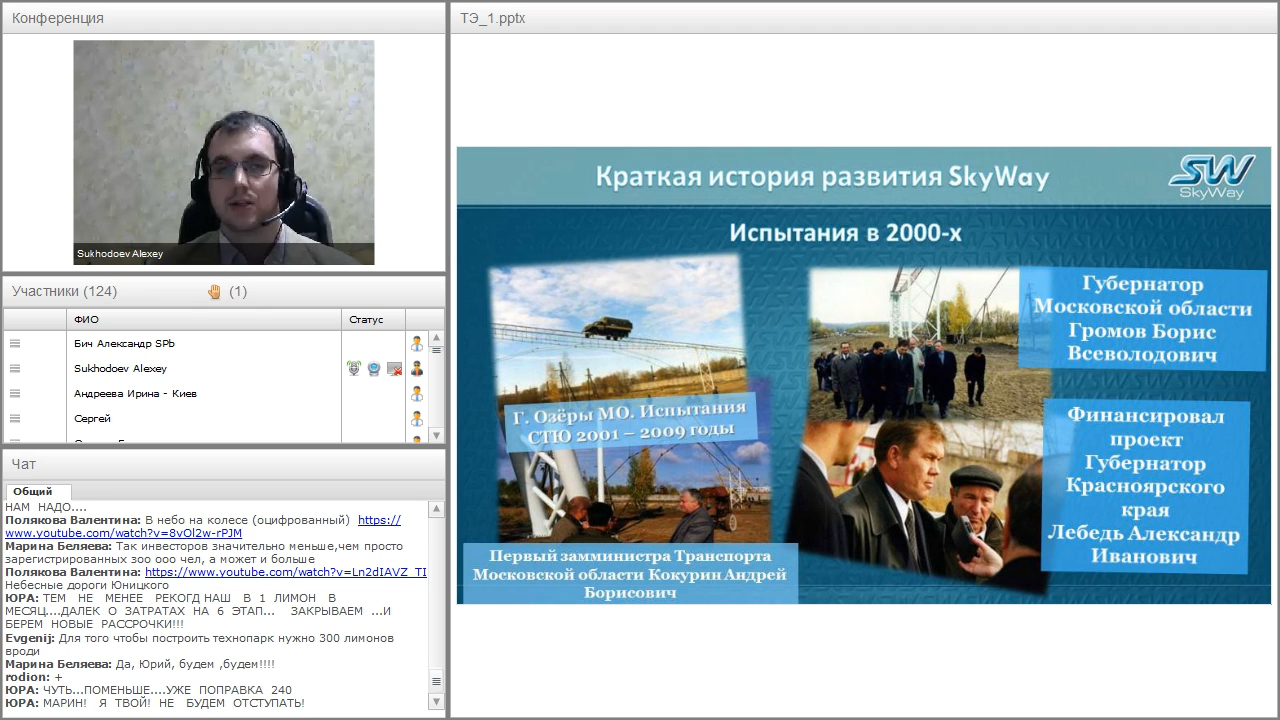 Конференция
Sukhodoev Alexey
Участники (124)
(1)
ФИО
Статус
Бич Александр SPb
Sukhodoev Alexey
Андреева Ирина - Киев
Сергей
Чат
Общий
НАМ НАДО....
Полякова Валентина: В небо на колесе (оцифрованный) https://
www.youtube.com/watch?v=8vOl2w-rPJM
Марина Беляева: Так инвесторов значительно меньше,чем просто
зарегистрированных зоо ооо чел, а может и больше
Полякова Валентина: https://www.youtube.com/watch?v=Ln2dIAVZ_TI
Небесные дороги Юницкого
ЮРА: ТЕМ НЕ МЕНЕЕ РЕКОГД НАШ В 1 ЛИМОН В
МЕСЯЦ....ДАЛЕК О ЗАТРАТАХ НА 6 ЭТАП... ЗАКРЫВАЕМ ...И
БЕРЕМ НОВЫЕ РАССРОЧКИ!!!
Evgenij: Для того чтобы построить технопарк нужно 300 лимонов
вроди
Марина Беляева: Да, Юрий, будем ,будем!!!!
rodion: +
ЮРА: ЧУТЬ...ПОМЕНЬШЕ....УЖЕ ПОПРАВКА 240
ЮРА: МАРИН! Я ТВОЙ! НЕ БУДЕМ ОТСТУПАТЬ!
ТЭ_1.pptx
Краткая история развития SkyWay
SW
SkyWay
Испытания в 2000-х
Г. Озёры МО. Испытания
СТЮ 2001 – 2009 годы
Первый замминистра Транспорта
Московской области Кокурин Андрей
Борисович
Губернатор
Московской области
Громов Борис
Всеволодович
Финансировал
проект
Губернатор
Красноярского
края
Лебедь Александр
Иванович